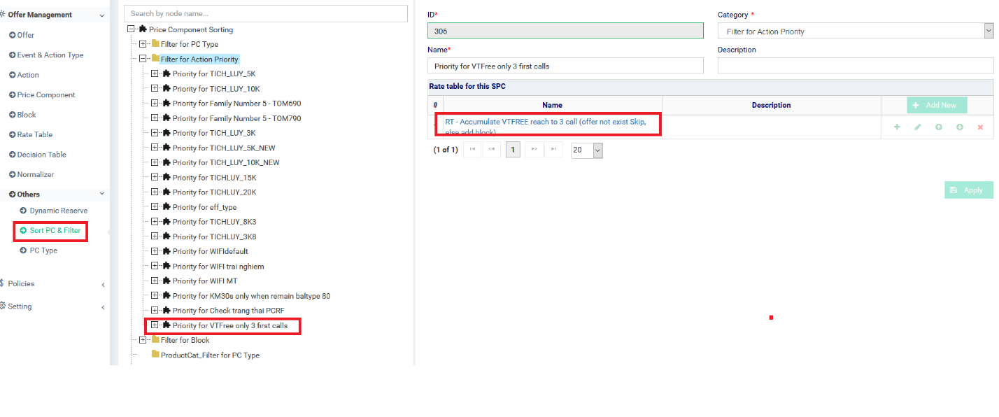 Offer Management
Offer
Event & Action Type
Action
Price Component
Block
Rate Table
Decision Table
Normalizer
Others
Dynamic Reserve
Sort PC & Filter
PC Type
Policies
Setting
Search by node name...
Price Component Sorting
Filter for PC Type
Filter for Action Priority
Priority for TICH_LUY_5K
Priority for TICH_LUY_10K
Priority for Family Number 5 - TOM690
Priority for Family Number 5 - TOM790
Priority for TICH_LUY_3K
Priority for TICH_LUY_5K_NEW
Priority for TICH_LUY_10K_NEW
Priority for TICHLUY_15K
Priority for TICHLUY_20K
Priority for eff_type
Priority for TICHLUY_8K3
Priority for TICHLUY_3K8
Priority for WIFIdefault
Priority for WIFI trai nghiem
Priority for WIFI MT
Priority for KM30s only when remain baltype 80
Priority for Check trang thai PCRF
Priority for VTFree only 3 first calls
Filter for Block
ProductCat_Filter for PC Type
ID*
306
Category *
Filter for Action Priority
Name*
Priority for VTFree only 3 first calls
Description
Rate table for this SPC
# Name Description Add New
RT - Accumulate VTFREE reach to 3 call (offer not exist Skip,
else add block)
(1 of 1) 1 20
Apply